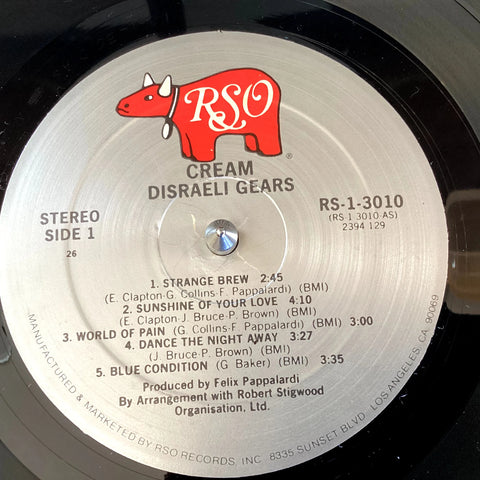 RSO
®
CREAM
DISRAELI GEARS
STEREO
SIDE 1
26
RS-1-3010
(RS 1 3010-AS)
2394 129
1. STRANGE BREW 2:45
(E. Clapton-G. Collins-F. Pappalardi) (BMI)
2. SUNSHINE OF YOUR LOVE 4:10
(E. Clapton-J. Bruce-P. Brown) (BMI)
3. WORLD OF PAIN (G. Collins-F. Pappalardi) (BMI) 3:00
4. DANCE THE NIGHT AWAY 3:27
(J. Bruce-P. Brown) (BMI)
5. BLUE CONDITION (G. Baker) (BMI) 3:35
Produced by Felix Pappalardi
By Arrangement with Robert Stigwood
Organisation, Ltd.
MANUFACTURED & MARKETED BY RSO RECORDS, INC. 8335 SUNSET BLVD. LOS ANGELES, CA. 90069